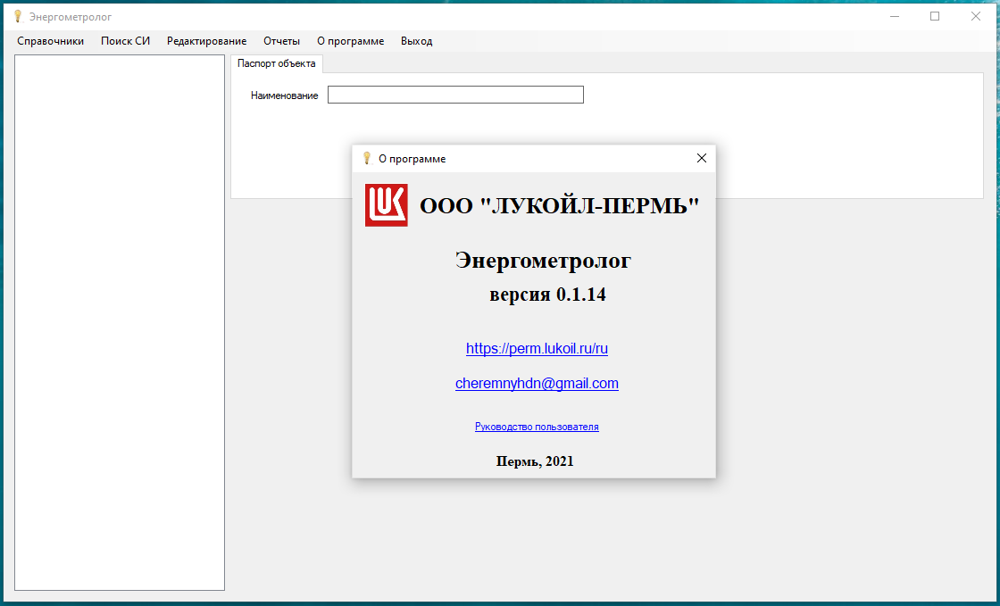 Энергометролог
Справочники Поиск СИ Редактирование Отчеты О программе Выход
Паспорт объекта
Наименование
О программе
LUK ООО "ЛУКОЙЛ-ПЕРМЬ"
Энергометролог
версия 0.1.14
https://perm.lukoil.ru/ru
cheremnyhdn@gmail.com
Руководство пользователя
Пермь, 2021